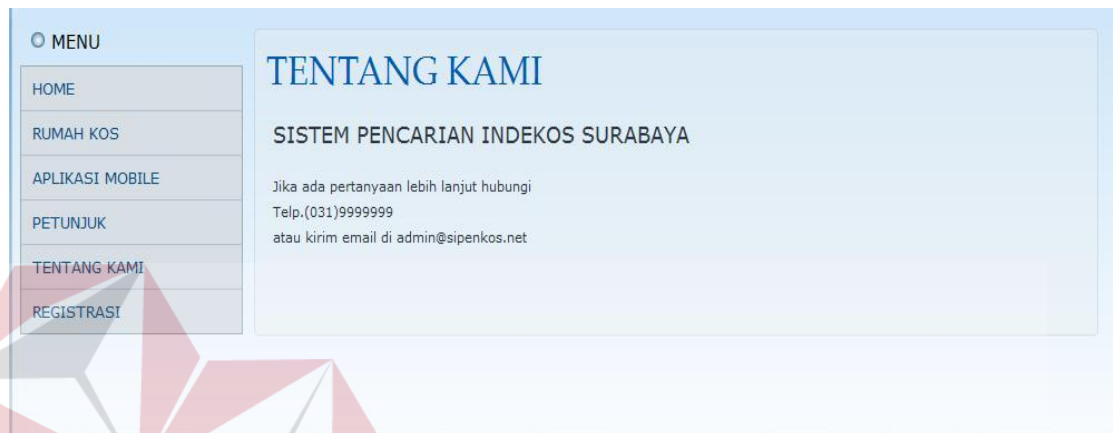 MENU
HOME
RUMAH KOS
APLIKASI MOBILE
PETUNJUK
TENTANG KAMI
REGISTRASI
TENTANG KAMI
SISTEM PENCARIAN INDEKOS SURABAYA
Jika ada pertanyaan lebih lanjut hubungi
Telp.(031)9999999
atau kirim email di admin@sipenkos.net